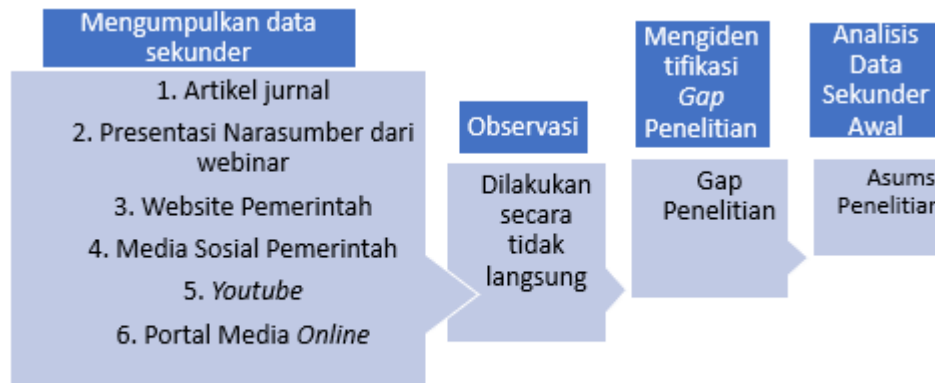 Mengumpulkan data
sekunder
1. Artikel jurnal
2. Presentasi Narasumber dari
webinar
3. Website Pemerintah
4. Media Sosial Pemerintah
5. Youtube
6. Portal Media Online
Observasi
Dilakukan
secara
tidak
langsung
Mengiden
tifikasi
Gap
Penelitian
Gap
Penelitian
Analisis
Data
Sekunder
Awal
Asums
Penelitian